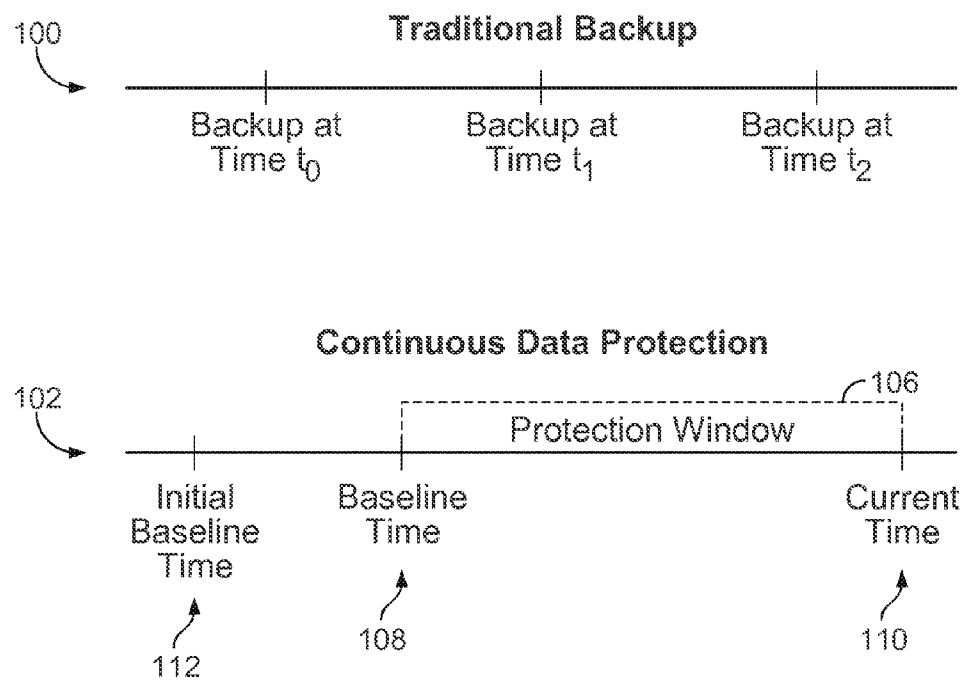 Traditional Backup
100
Backup at
Time t0
Backup at
Time t1
Backup at
Time t2
Continuous Data Protection
102
106
Protection Window
Initial
Baseline
Time
Baseline
Time
Current
Time
112
108
110